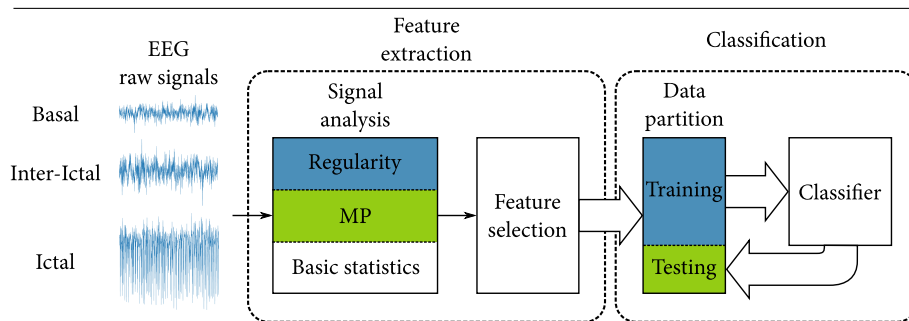 EEG
raw signals
Basal
Inter-Ictal
Ictal
Feature
extraction
Signal
analysis
Regularity
MP
Basic statistics
Feature
selection
Classification
Data
partition
Training
Testing
Classifier